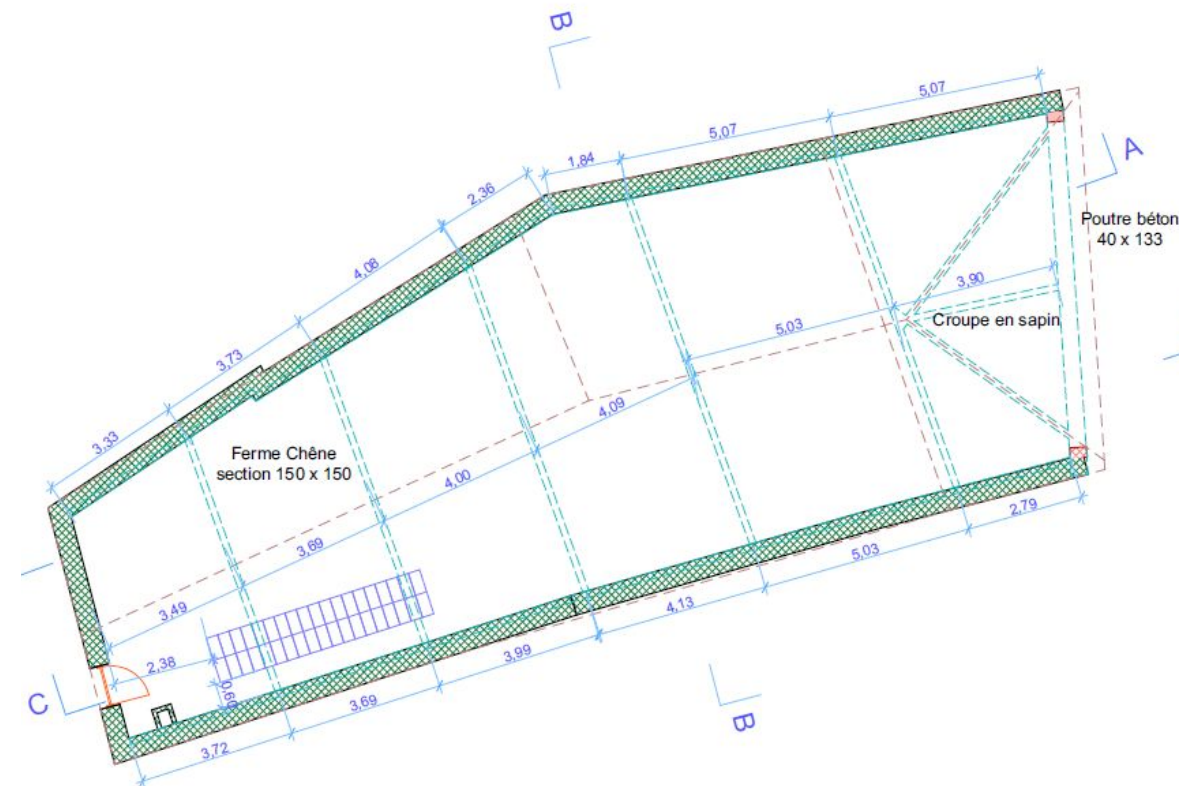 B
5,07
5,07
1,84
A
2,36
Poutre béton
40 x 133
4,08
3,90
5,03
Croupe en sapin
3,73
4,09
3,33
Ferme Chêne
section 150 x 150
4,00
2,79
3,69
5,03
3,49
4,13
3,99
2,38
0,60
C
B
3,69
3,72